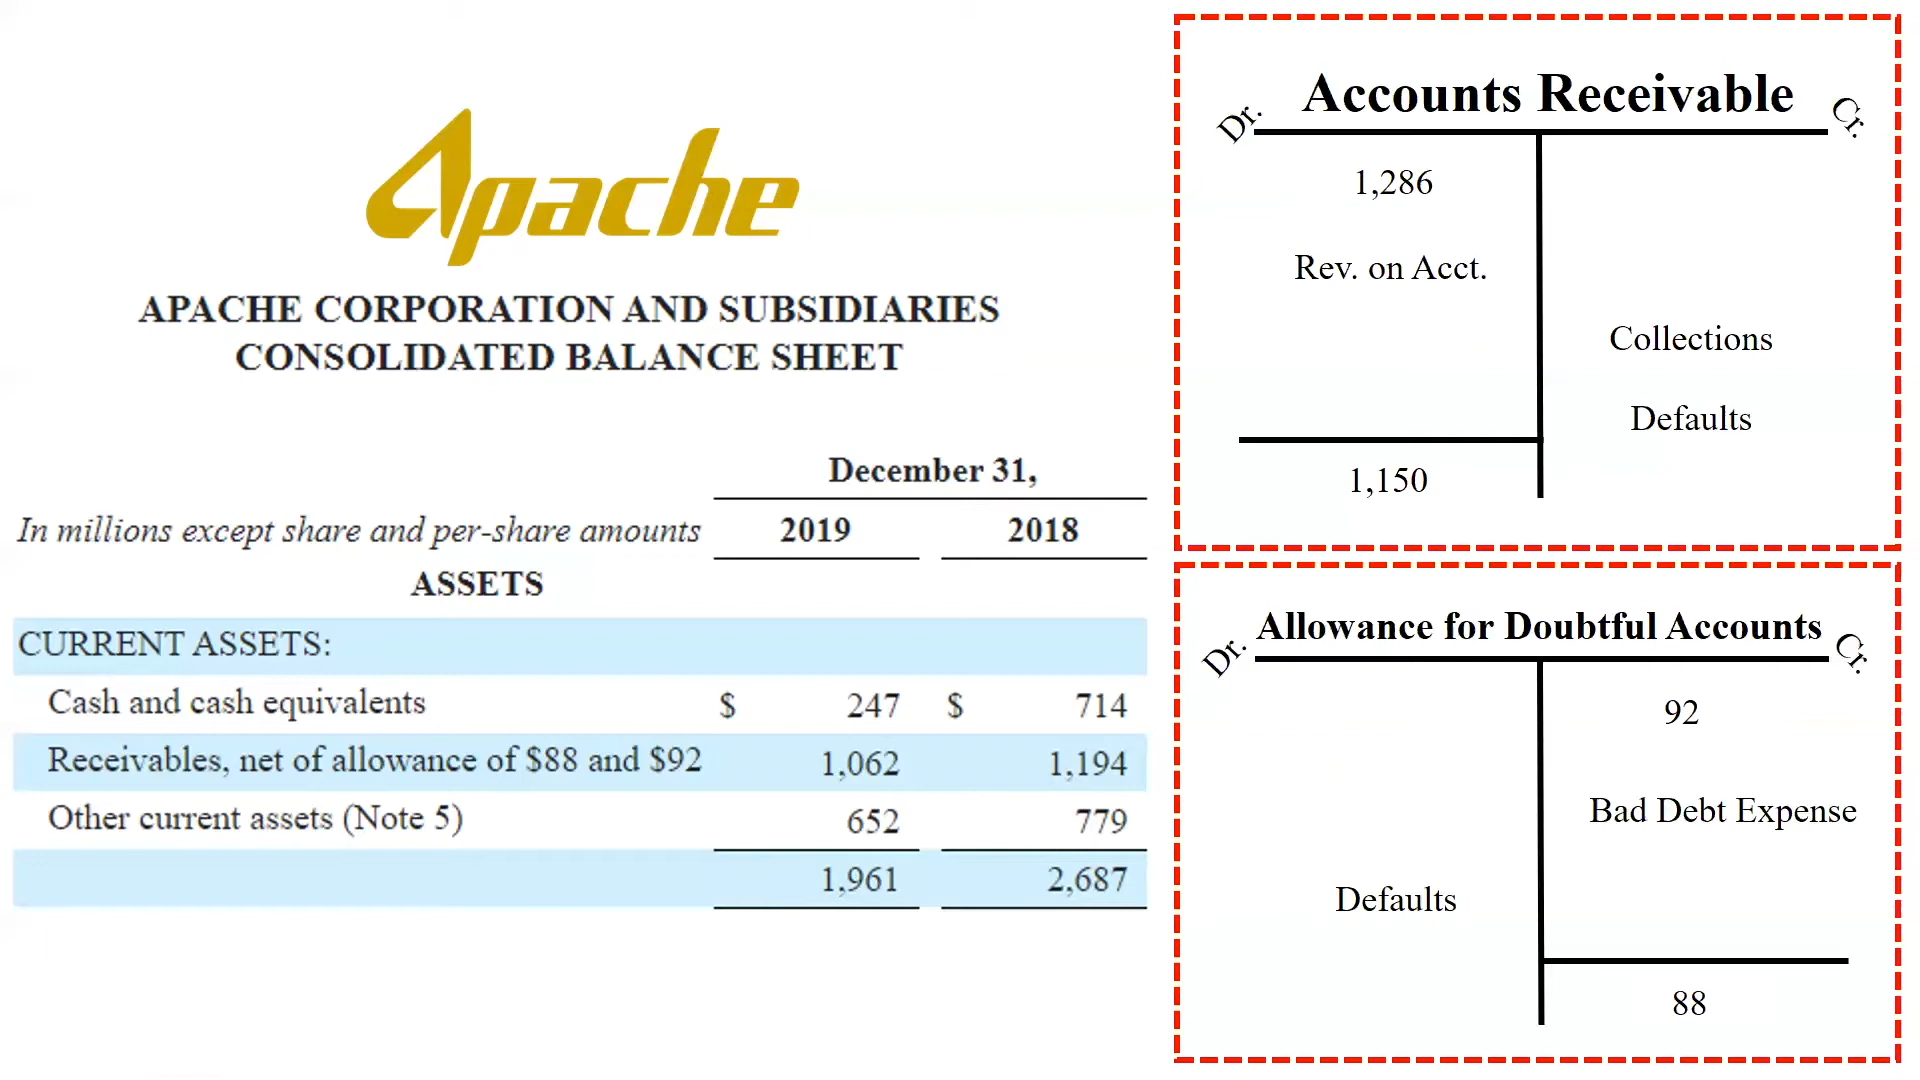 Apache
APACHE CORPORATION AND SUBSIDIARIES
CONSOLIDATED BALANCE SHEET
December 31,
In millions except share and per-share amounts 2019 2018
ASSETS
CURRENT ASSETS:
Cash and cash equivalents $ 247 $ 714
Receivables, net of allowance of $88 and $92 1,062 1,194
Other current assets (Note 5) 652 779
1,961 2,687
Accounts Receivable
Dr. Cr.
1,286
Rev. on Acct.
Collections
Defaults
1,150
Allowance for Doubtful Accounts
Dr. Cr.
92
Bad Debt Expense
Defaults
88